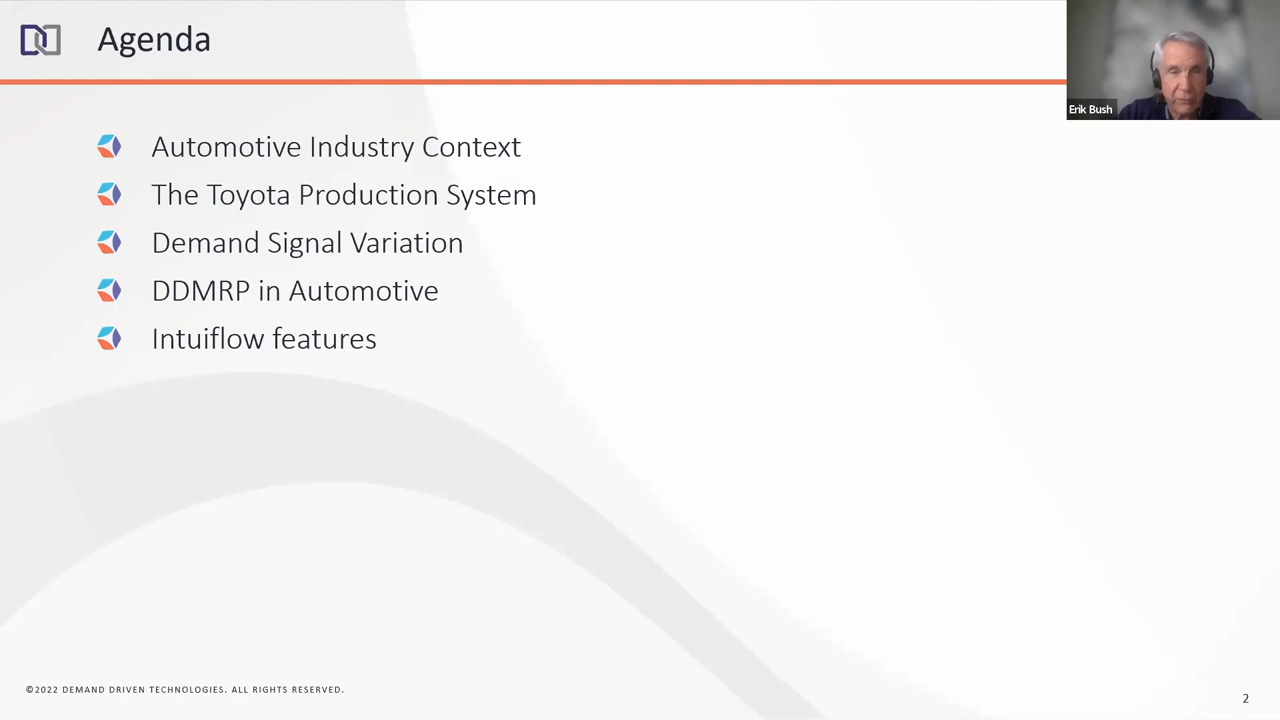 Agenda
Erik Bush
Automotive Industry Context
The Toyota Production System
Demand Signal Variation
DDMRP in Automotive
Intuiflow features
©2022 DEMAND DRIVEN TECHNOLOGIES. ALL RIGHTS RESERVED.
2